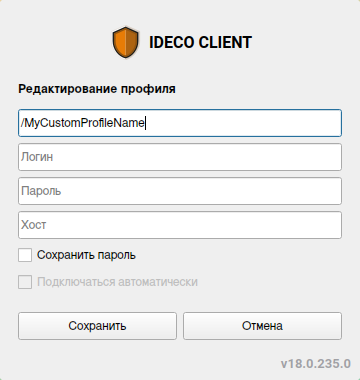 IDECO CLIENT
Редактирование профиля
/MyCustomProfileName
Логин
Пароль
Хост
Сохранить пароль
Подключаться автоматически
Сохранить
Отмена
v18.0.235.0